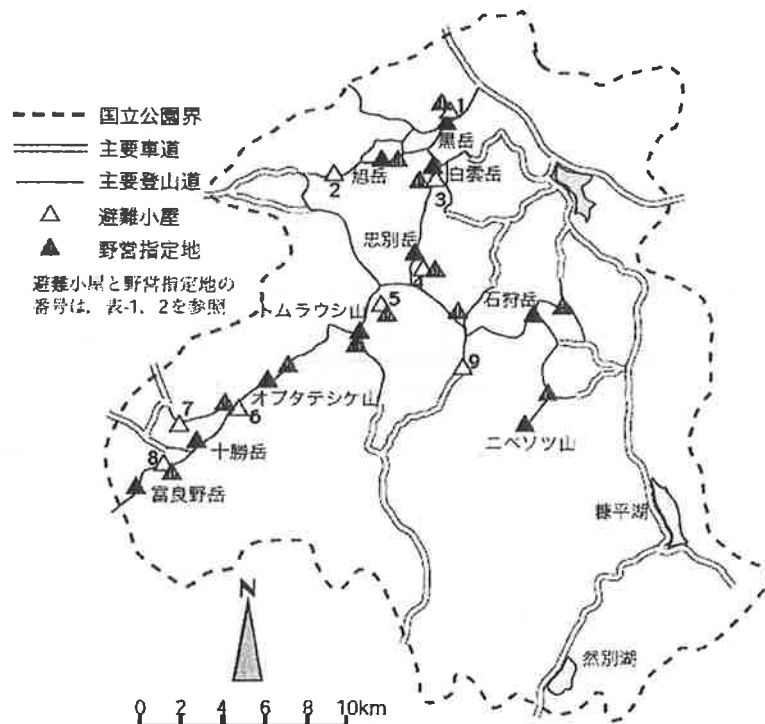 国立公園界
主要車道
主要登山道
避難小屋
野営指定地
避難小屋と野営指定地の
番号は、表-1、2を参照
1
黒岳
2
旭岳
白雲岳
3
忠別岳
4
トムラウシ山
5
石狩岳
9
オプタテシケ山
7
6
ニペソツ山
十勝岳
8
富良野岳
糠平湖
N
然別湖
0 2 4 6 8 10km